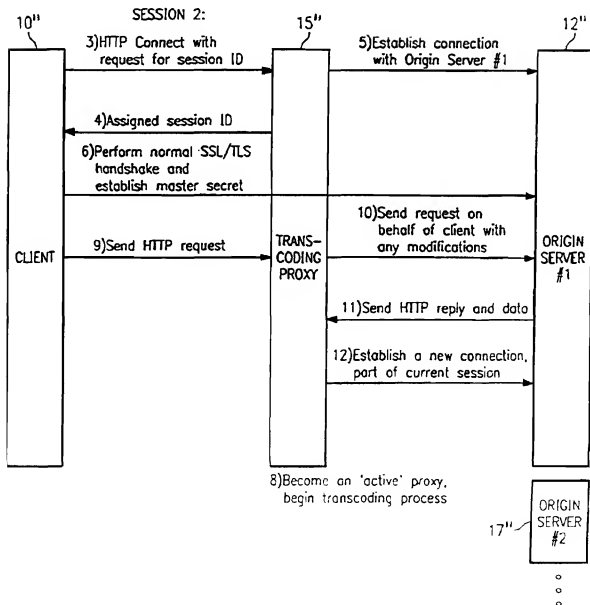 SESSION 2:
10"
15"
12"
3)HTTP Connect with
request for session ID
5)Establish connection
with Origin Server #1
4)Assigned session ID
6)Perform normal SSL/TLS
handshake and
establish master secret
10)Send request on
behalf of client with
any modifications
9)Send HTTP request
CLIENT
TRANS-
CODING
PROXY
ORIGIN
SERVER
#1
11)Send HTTP reply and data
12)Establish a new connection,
part of current session
8)Become an 'active' proxy,
begin transcoding process
17"
ORIGIN
SERVER
#2